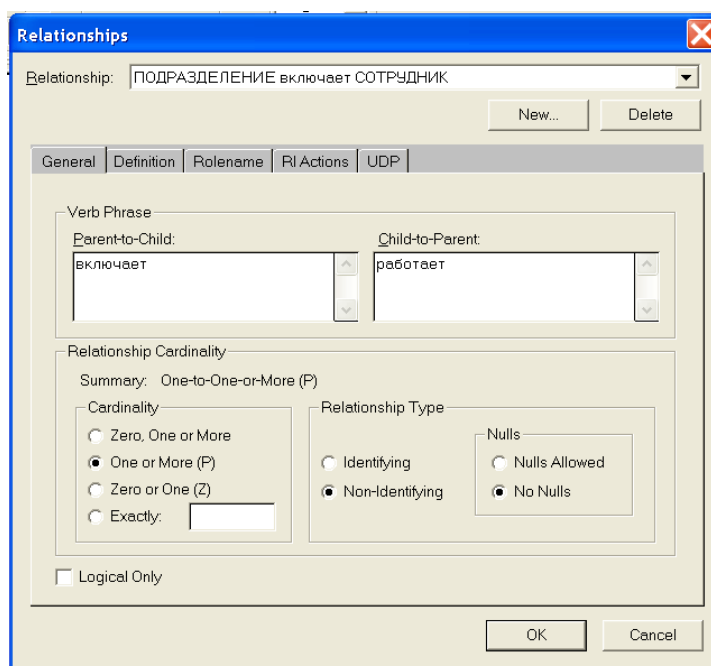 Relationships
Relationship: ПОДРАЗДЕЛЕНИЕ включает СОТРУДНИК
New... Delete
General Definition Rolename RI Actions UDP
Verb Phrase
Parent-to-Child: Child-to-Parent:
включает работает
Relationship Cardinality
Summary: One-to-One-or-More (P)
Cardinality Relationship Type
Zero, One or More Nulls
One or More (P) Identifying Nulls Allowed
Zero or One (Z) Non-Identifying No Nulls
Exactly:
Logical Only
OK Cancel